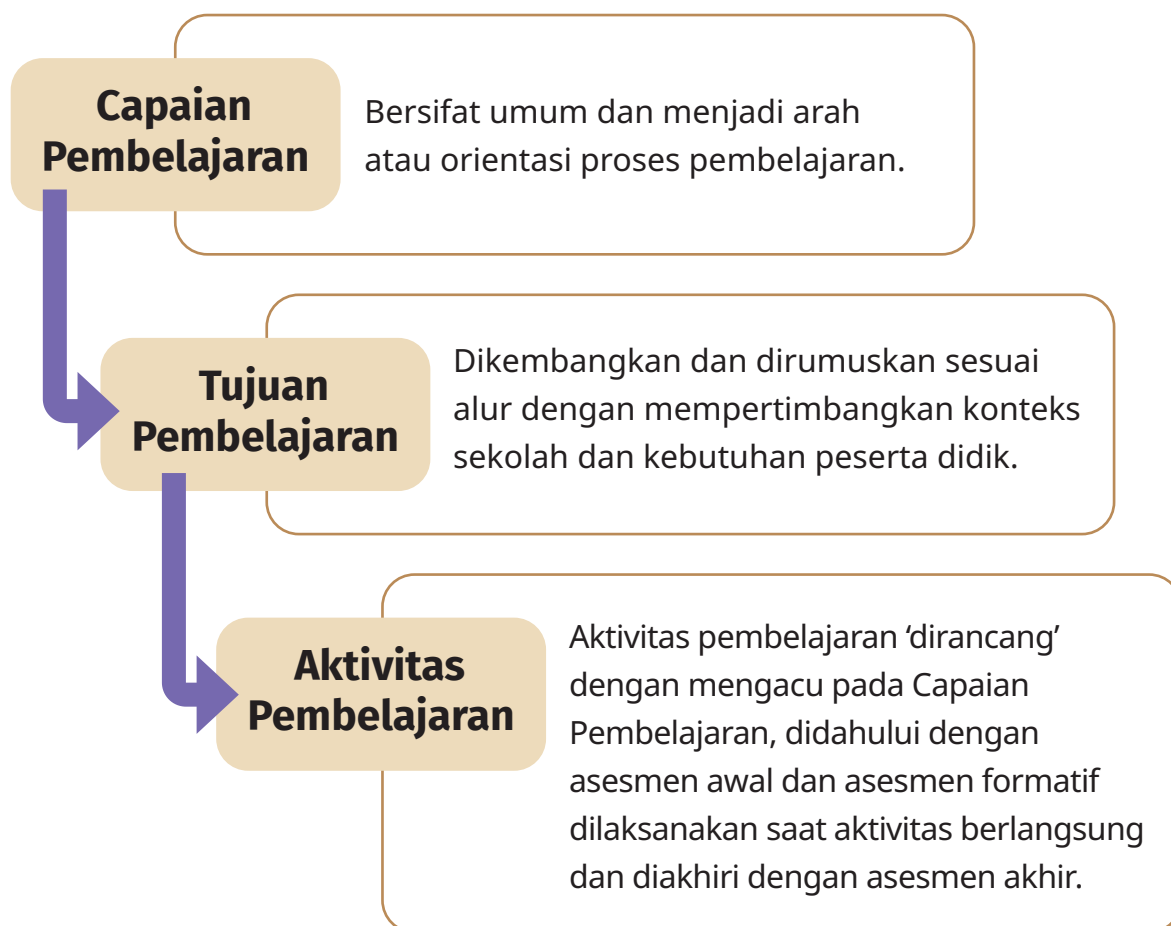 Capaian
Pembelajaran
Bersifat umum dan menjadi arah
atau orientasi proses pembelajaran.
Tujuan
Pembelajaran
Dikembangkan dan dirumuskan sesuai
alur dengan mempertimbangkan konteks
sekolah dan kebutuhan peserta didik.
Aktivitas
Pembelajaran
Aktivitas pembelajaran ‘dirancang’
dengan mengacu pada Capaian
Pembelajaran, didahului dengan
asesmen awal dan asesmen formatif
dilaksanakan saat aktivitas berlangsung
dan diakhiri dengan asesmen akhir.